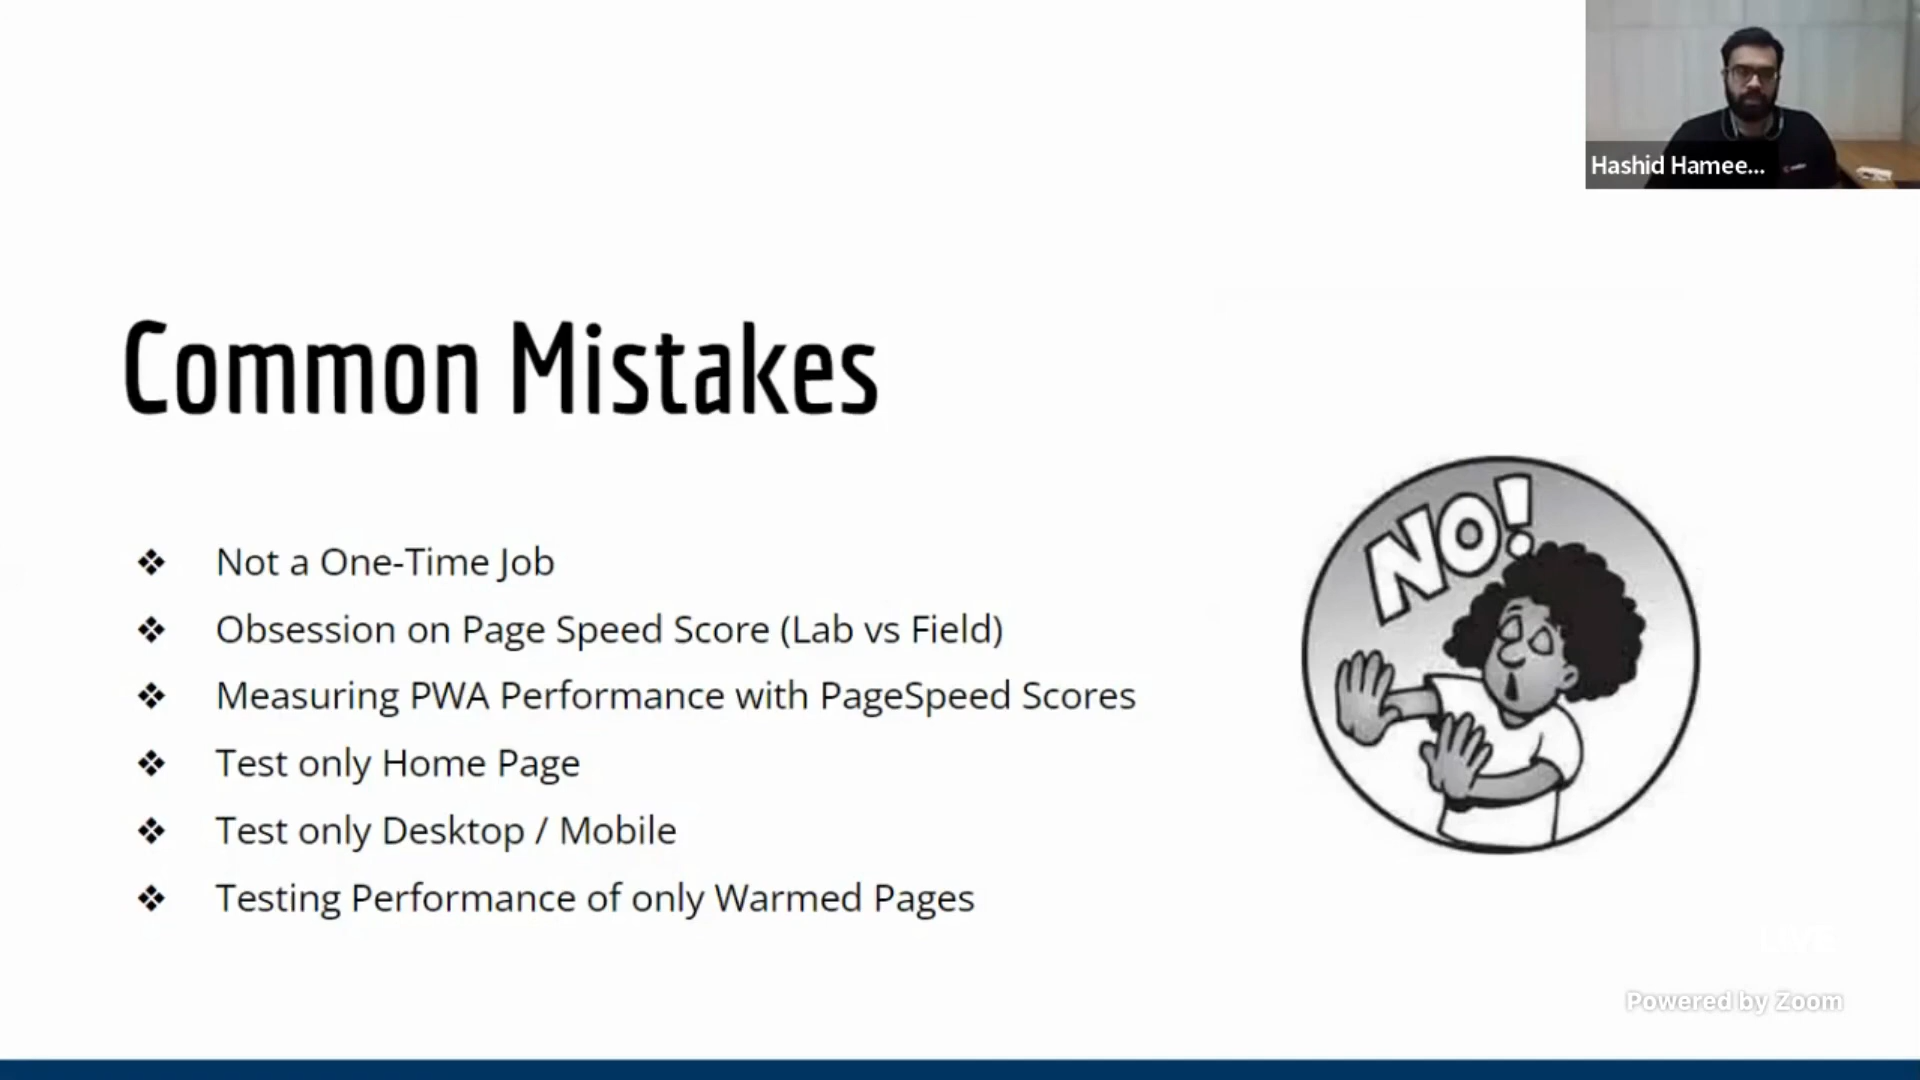 Hashid Hamee...
Common Mistakes
NO!
Not a One-Time Job
Obsession on Page Speed Score (Lab vs Field)
Measuring PWA Performance with PageSpeed Scores
Test only Home Page
Test only Desktop / Mobile
Testing Performance of only Warmed Pages
LIVE
Powered by Zoom